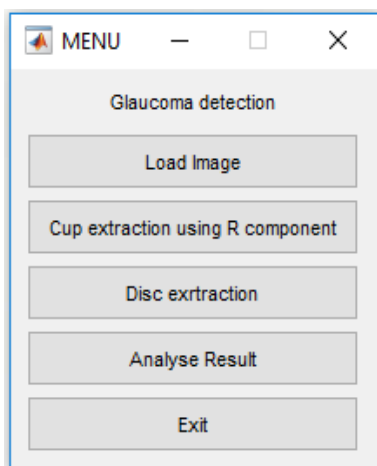 MENU
Glaucoma detection
Load Image
Cup extraction using R component
Disc exrtraction
Analyse Result
Exit